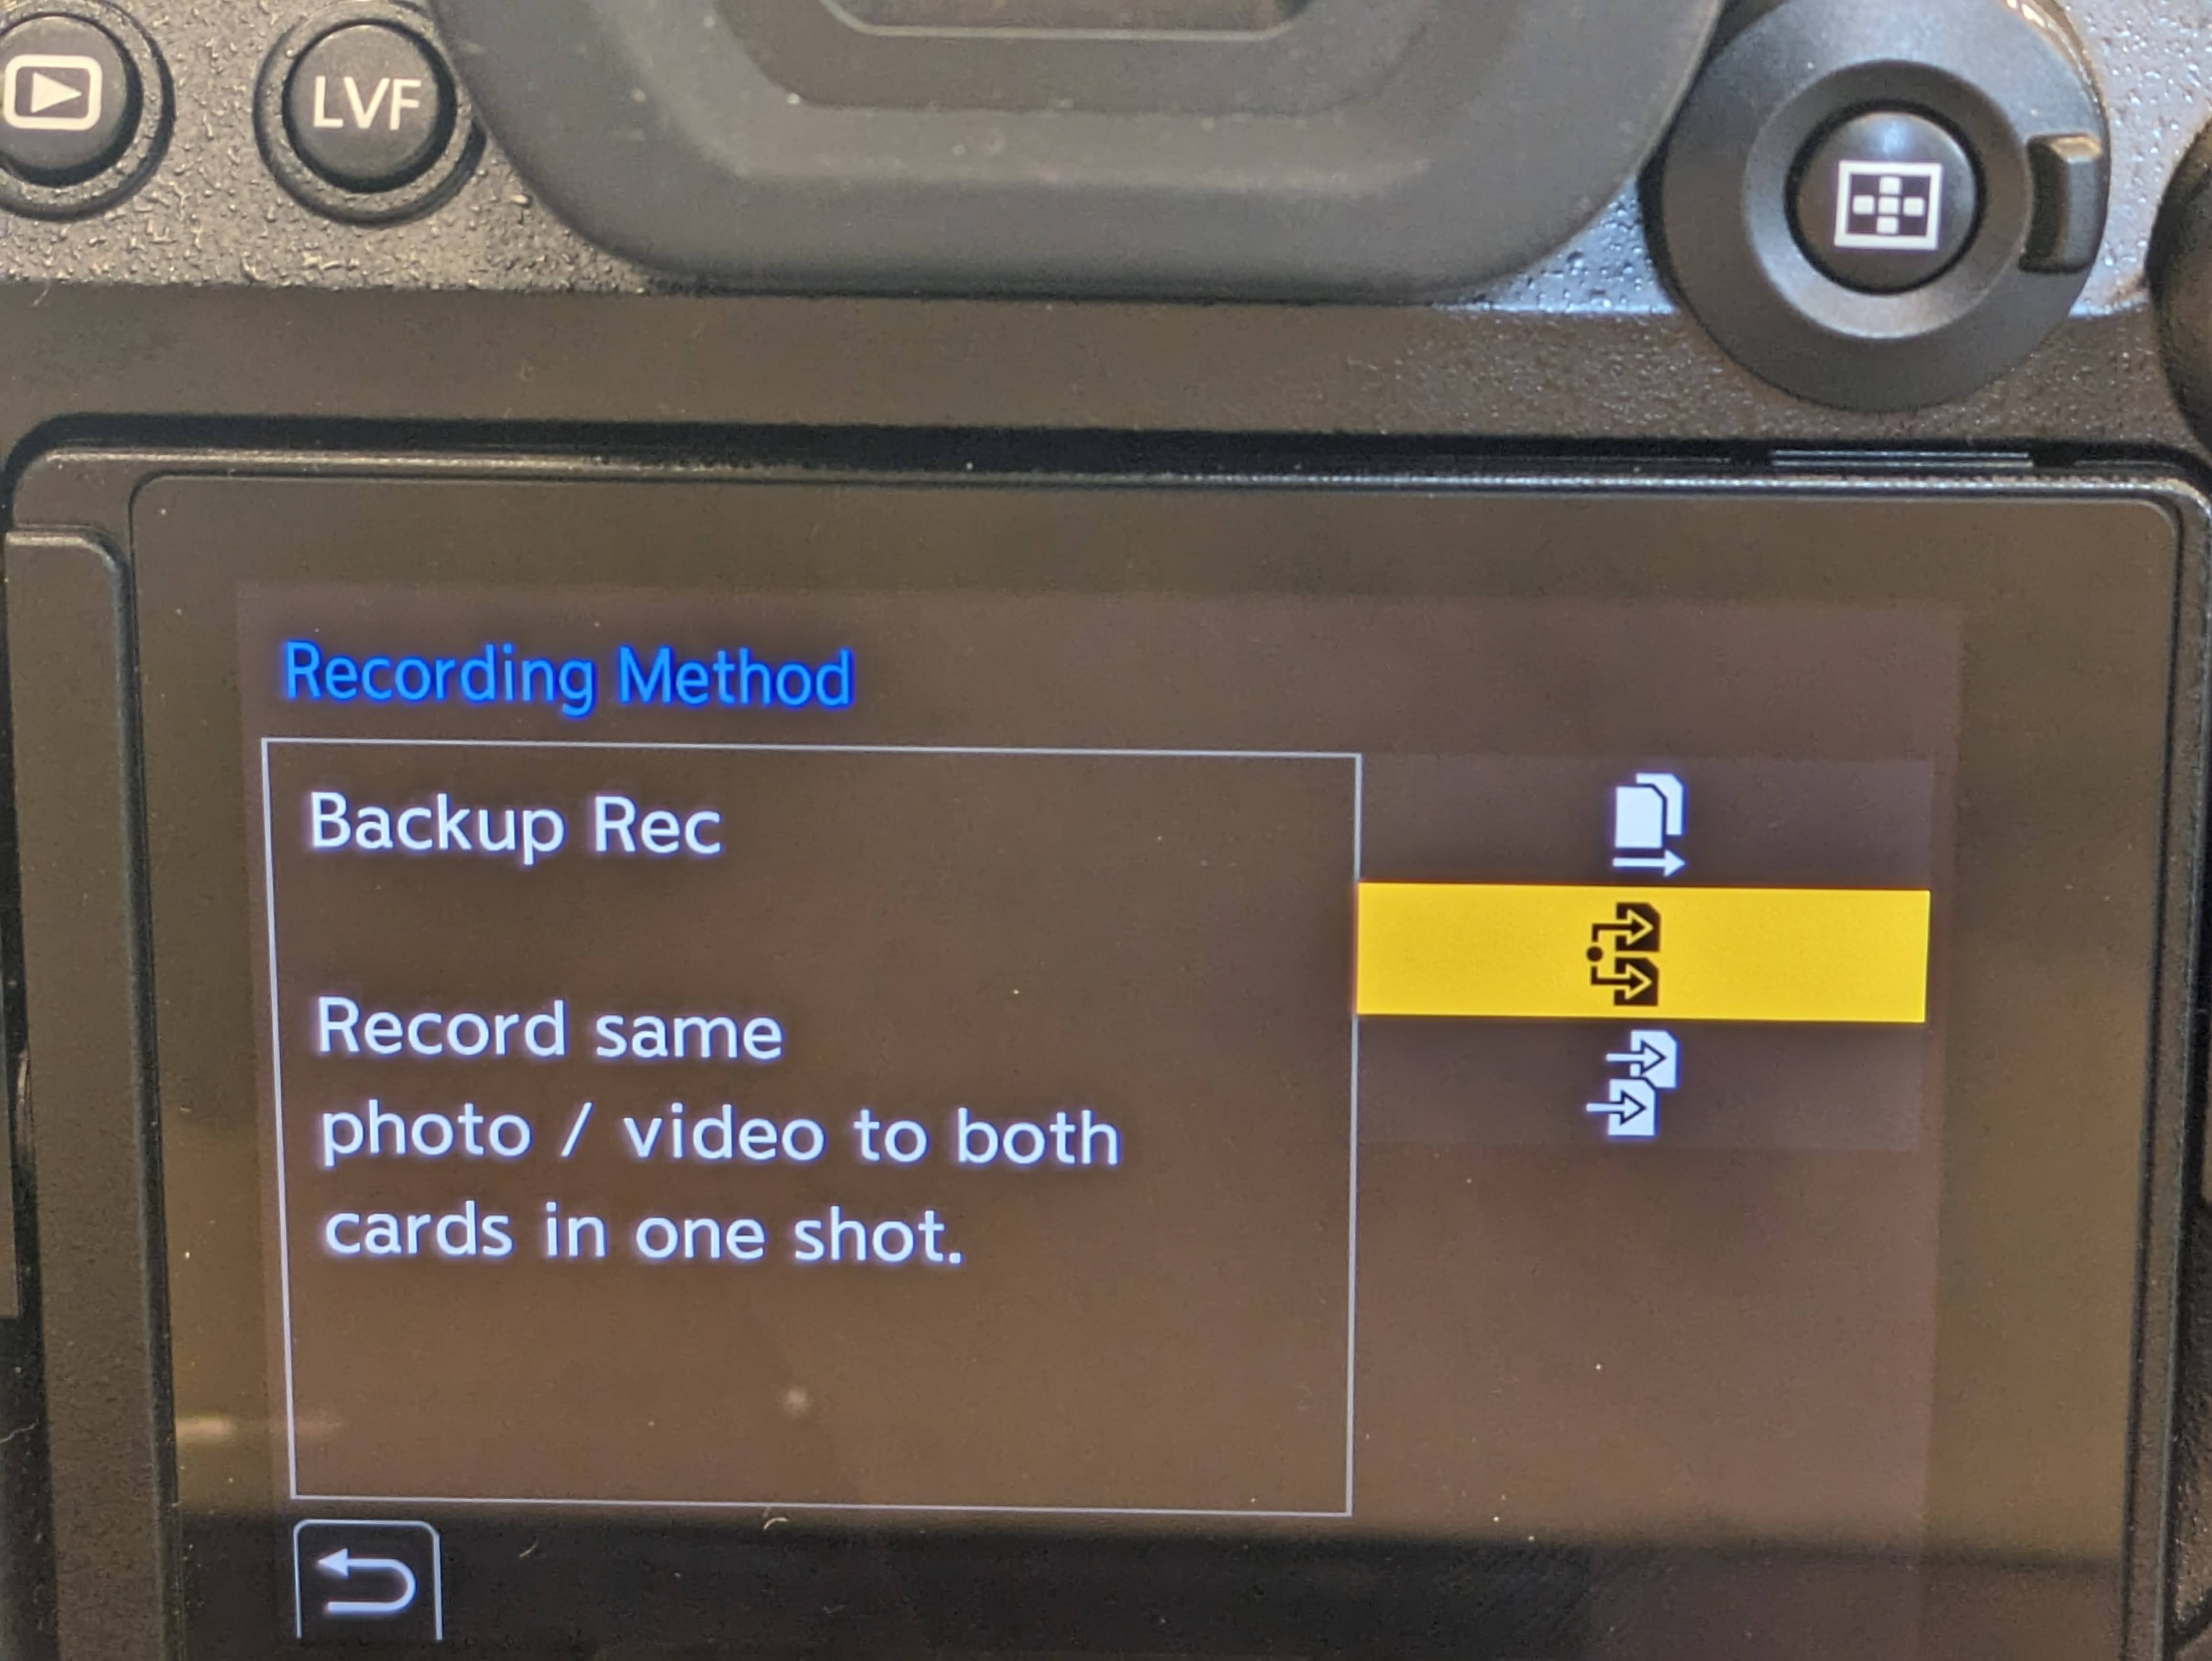 LVF
Recording Method
Backup Rec
Record same
photo / video to both
cards in one shot.